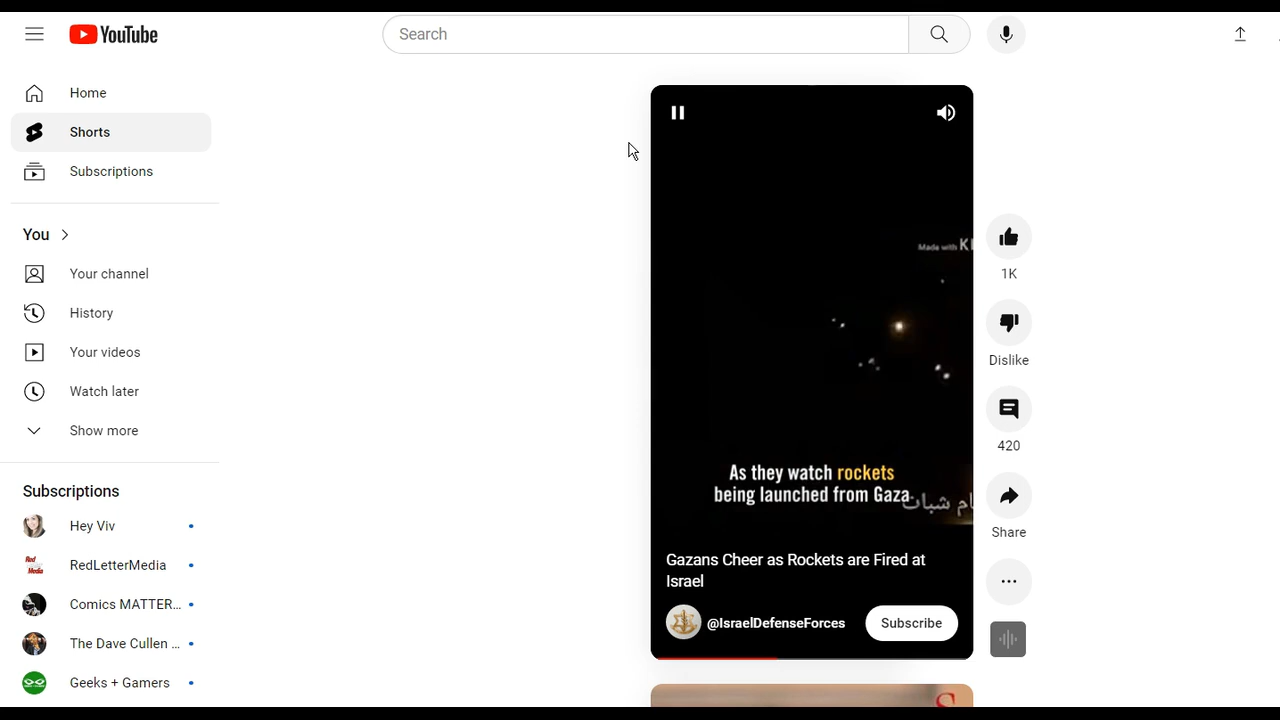 YouTube
Search
Home
Shorts
Subscriptions
You
Your channel
History
Your videos
Watch later
Show more
Subscriptions
Hey Viv
RedLetterMedia
Comics MATTER...
The Dave Cullen ...
Geeks + Gamers
Made with
As they watch rockets
being launched from Gaza
شبات
Gazans Cheer as Rockets are Fired at
Israel
@IsraelDefenseForces
Subscribe
1K
Dislike
420
Share
S